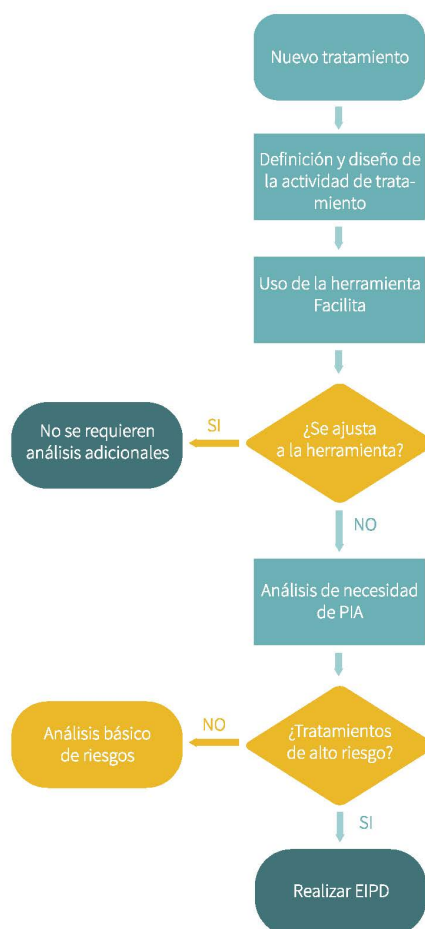 Nuevo tratamiento
Definición y diseño de
la actividad de trata-
miento
Uso de la herramienta
Facilita
¿Se ajusta
a la herramienta?
SI
No se requieren
análisis adicionales
NO
Análisis de necesidad
de PIA
¿Tratamientos
de alto riesgo?
NO
Análisis básico
de riesgos
SI
Realizar EIPD